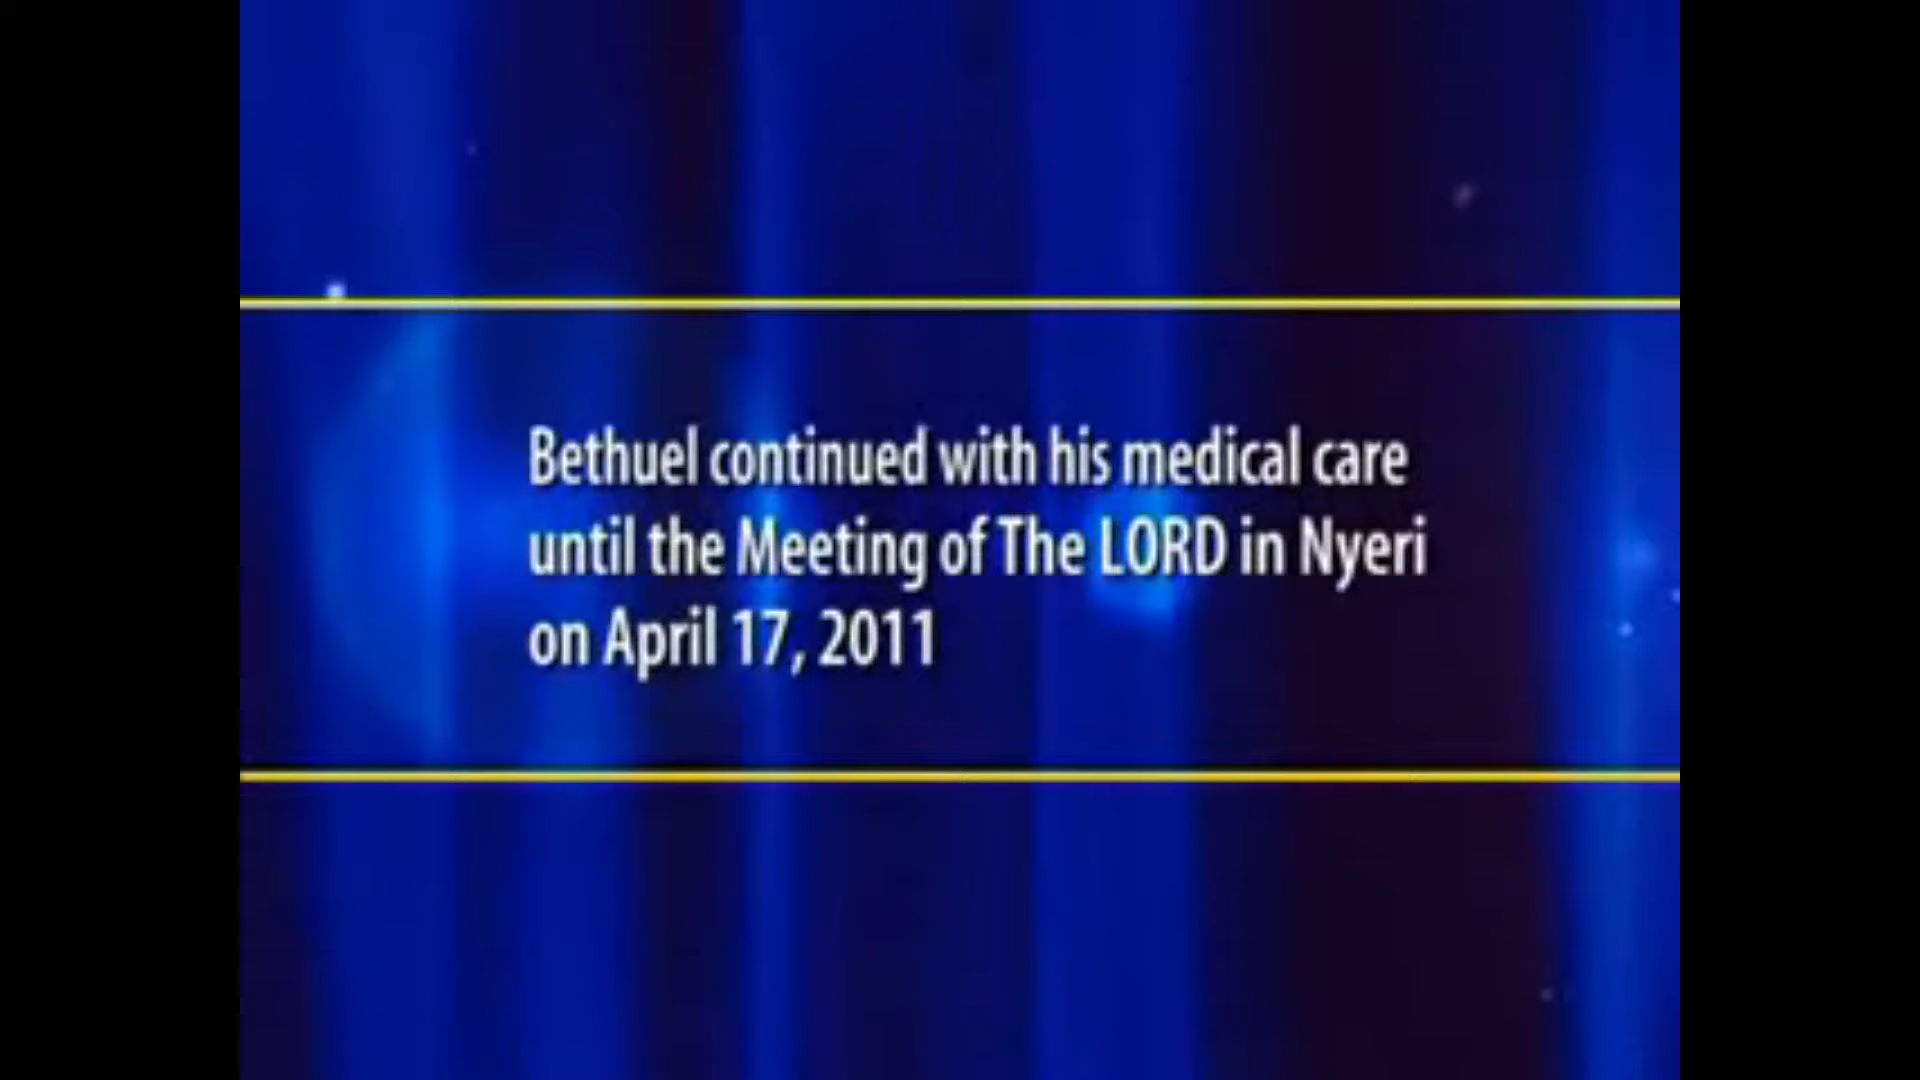 Bethuel continued with his medical care
until the Meeting of The LORD in Nyeri
on April 17, 2011